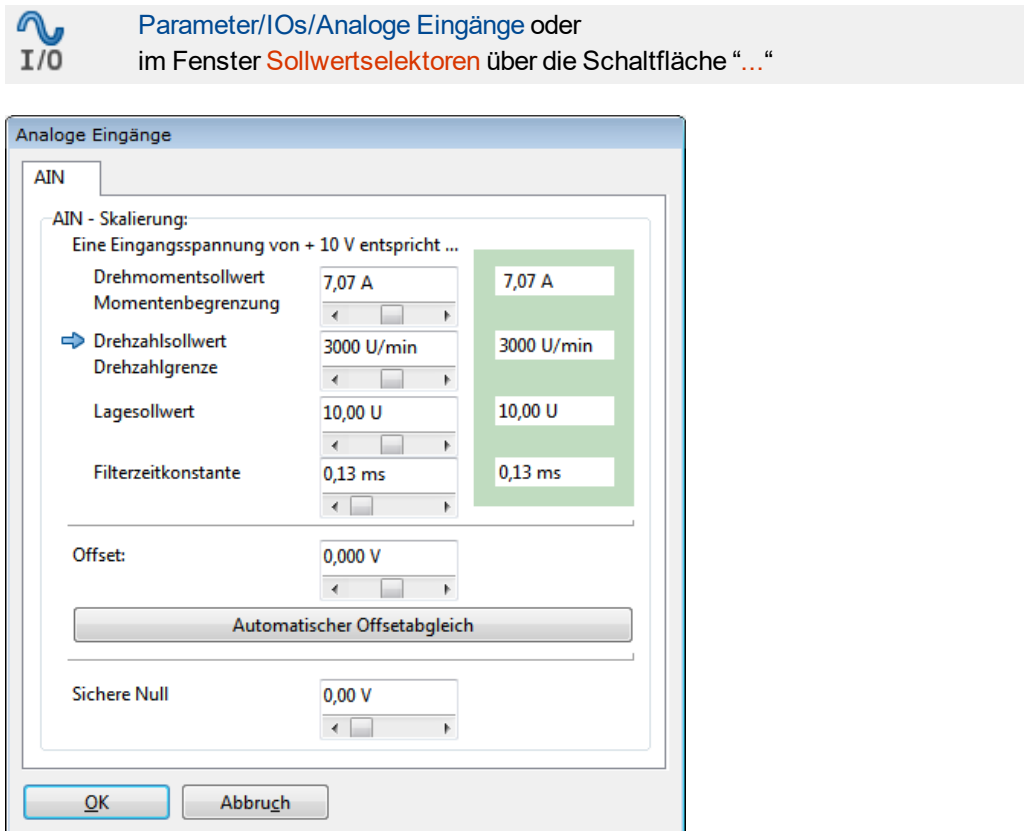 Parameter/IOs/Analoge Eingänge oder
I/O
im Fenster Sollwertselektoren über die Schaltfläche “...“
Analoge Eingänge
AIN
AIN - Skalierung:
Eine Eingangsspannung von + 10 V entspricht ...
Drehmomentsollwert 7,07 A 7,07 A
Momentenbegrenzung
Drehzahlsollwert 3000 U/min 3000 U/min
Drehzahlgrenze
Lagesollwert 10,00 U 10,00 U
Filterzeitkonstante 0,13 ms 0,13 ms
Offset: 0,000 V
Automatischer Offsetabgleich
Sichere Null 0,00 V
OK Abbruch